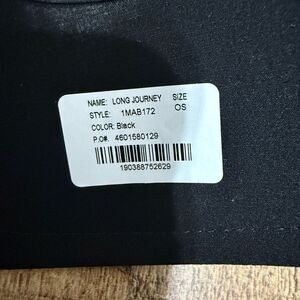 NAME: LONG JOURNEY SIZE
STYLE: 1MAB172 OS
COLOR: Black
P.O#. 4601580129
190388752629